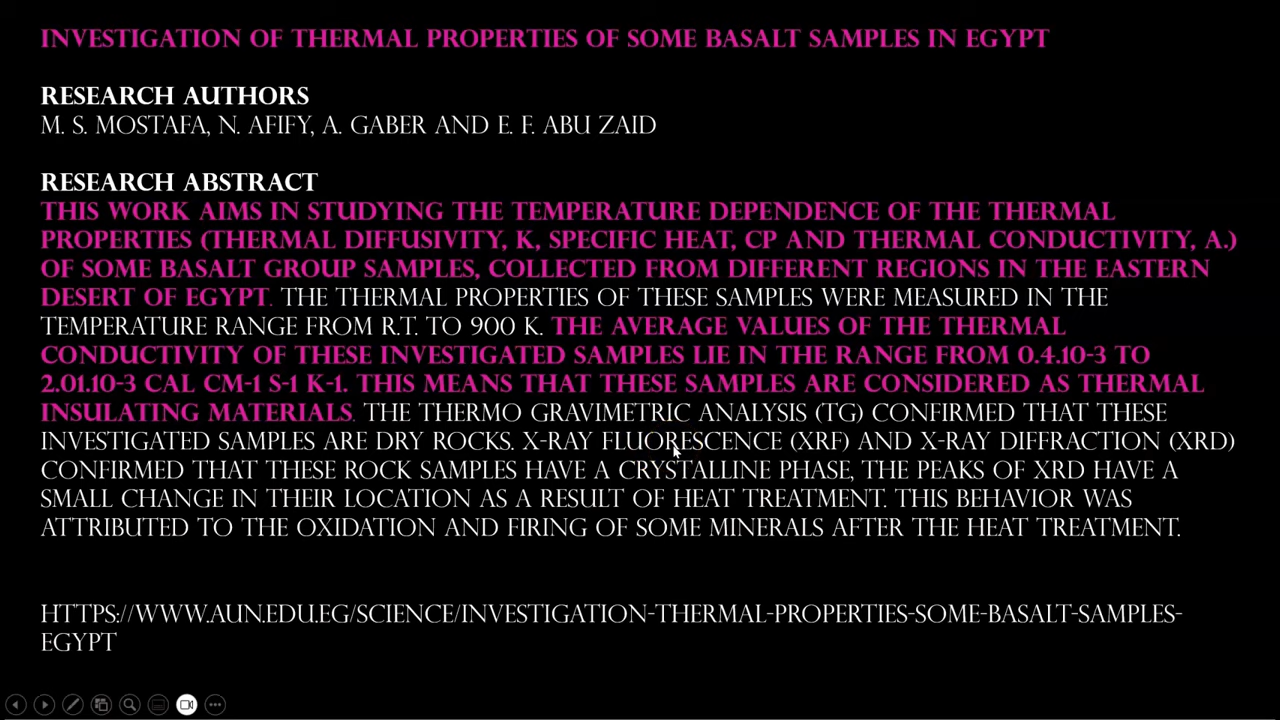 INVESTIGATION OF THERMAL PROPERTIES OF SOME BASALT SAMPLES IN EGYPT
RESEARCH AUTHORS
M. S. MOSTAFA, N. AFIFY, A. GABER AND E. F. ABU ZAID
RESEARCH ABSTRACT
THIS WORK AIMS IN STUDYING THE TEMPERATURE DEPENDENCE OF THE THERMAL
PROPERTIES (THERMAL DIFFUSIVITY, K, SPECIFIC HEAT, CP AND THERMAL CONDUCTIVITY, A.)
OF SOME BASALT GROUP SAMPLES, COLLECTED FROM DIFFERENT REGIONS IN THE EASTERN
DESERT OF EGYPT. THE THERMAL PROPERTIES OF THESE SAMPLES WERE MEASURED IN THE
TEMPERATURE RANGE FROM R.T. TO 900 K. THE AVERAGE VALUES OF THE THERMAL
CONDUCTIVITY OF THESE INVESTIGATED SAMPLES LIE IN THE RANGE FROM 0.4.10-3 TO
2.01.10-3 CAL CM-1 S-1 K-1. THIS MEANS THAT THESE SAMPLES ARE CONSIDERED AS THERMAL
INSULATING MATERIALS. THE THERMO GRAVIMETRIC ANALYSIS (TG) CONFIRMED THAT THESE
INVESTIGATED SAMPLES ARE DRY ROCKS. X-RAY FLUORESCENCE (XRF) AND X-RAY DIFFRACTION (XRD)
CONFIRMED THAT THESE ROCK SAMPLES HAVE A CRYSTALLINE PHASE, THE PEAKS OF XRD HAVE A
SMALL CHANGE IN THEIR LOCATION AS A RESULT OF HEAT TREATMENT. THIS BEHAVIOR WAS
ATTRIBUTED TO THE OXIDATION AND FIRING OF SOME MINERALS AFTER THE HEAT TREATMENT.
HTTPS://WWW.AUN.EDU.EG/SCIENCE/INVESTIGATION-THERMAL-PROPERTIES-SOME-BASALT-SAMPLES-
EGYPT